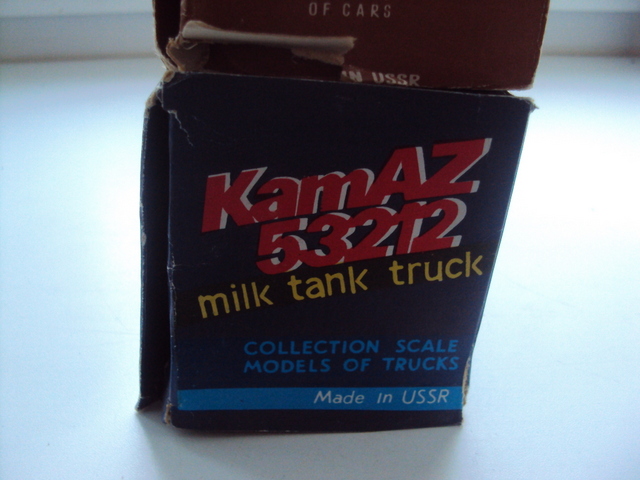 OF CARS
IN USSR
KamAZ
53212
milk tank truck
COLLECTION SCALE
MODELS OF TRUCKS
Made in USSR